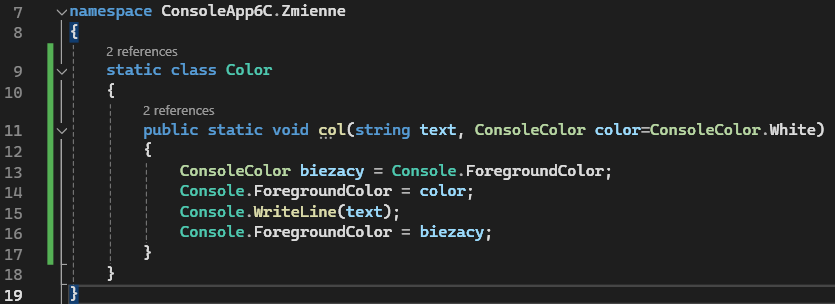 7 namespace ConsoleApp6C.Zmienne
8 {
2 references
9 static class Color
10 {
2 references
11 public static void col(string text, ConsoleColor color=ConsoleColor.White)
12 {
13 ConsoleColor biezacy = Console.ForegroundColor;
14 Console.ForegroundColor = color;
15 Console.WriteLine(text);
16 Console.ForegroundColor = biezacy;
17 }
18 }
19 }